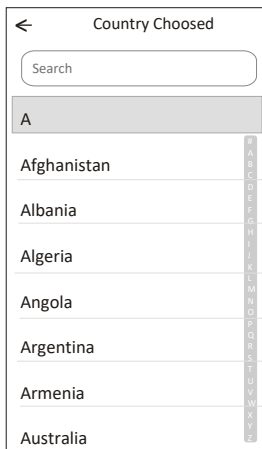 Country Choosed
Search
A
Afghanistan
Albania
Algeria
Angola
Argentina
Armenia
Australia
#
A
B
C
D
E
F
G
H
I
J
K
L
M
N
O
P
Q
R
S
T
U
V
W
X
Y
Z